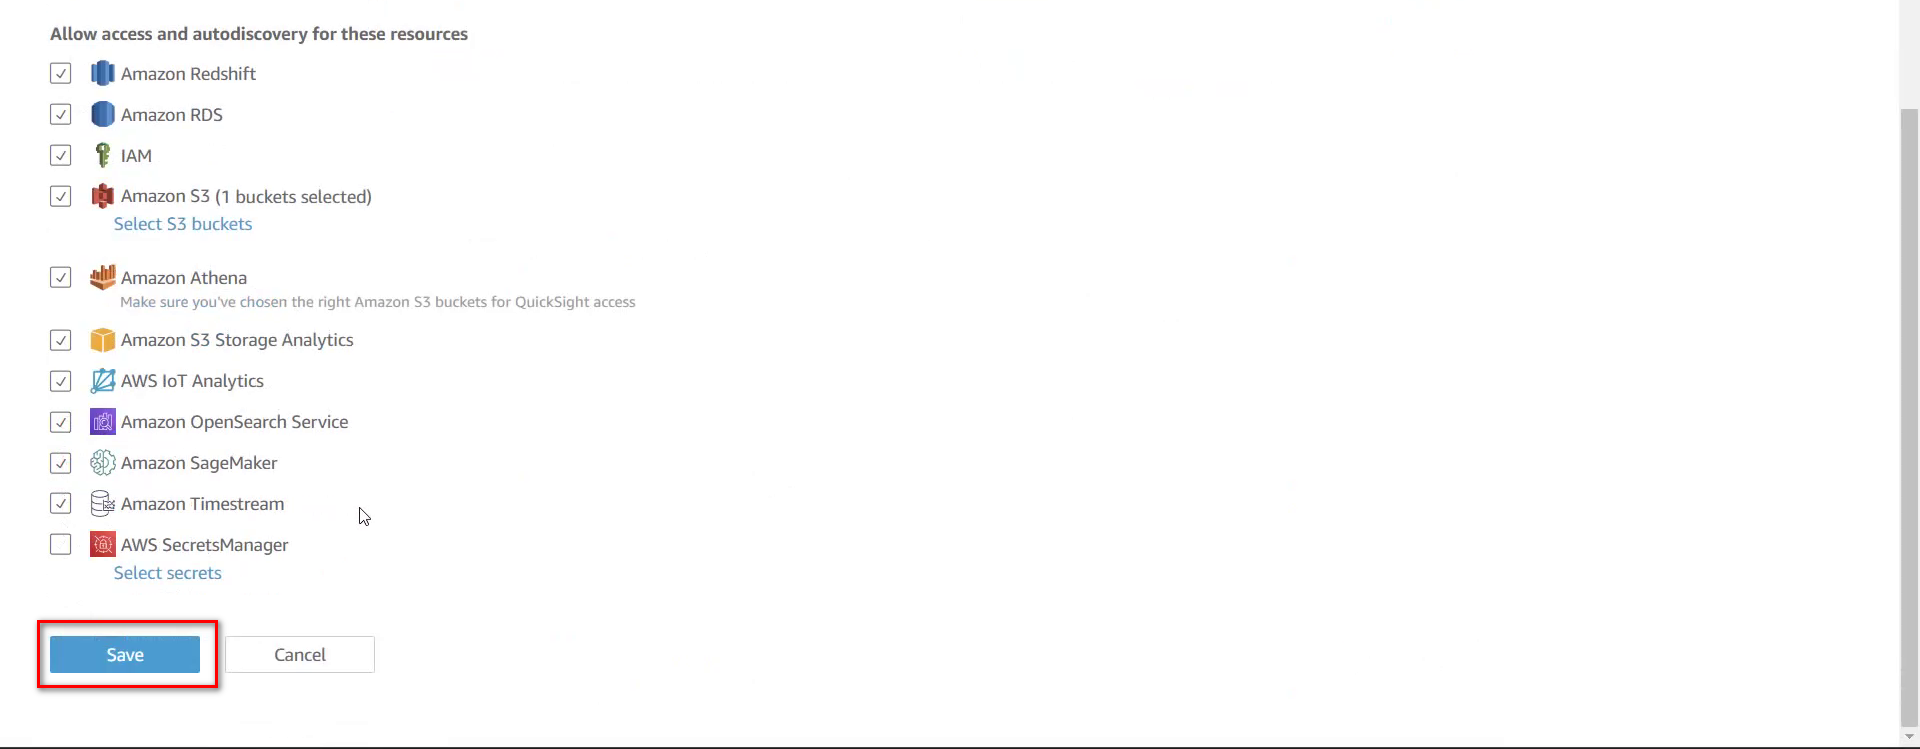 Allow access and autodiscovery for these resources
Amazon Redshift
Amazon RDS
IAM
Amazon S3 (1 buckets selected)
Select S3 buckets
Amazon Athena
Make sure you've chosen the right Amazon S3 buckets for QuickSight access
Amazon S3 Storage Analytics
AWS IoT Analytics
Amazon OpenSearch Service
Amazon SageMaker
Amazon Timestream
AWS SecretsManager
Select secrets
Save
Cancel